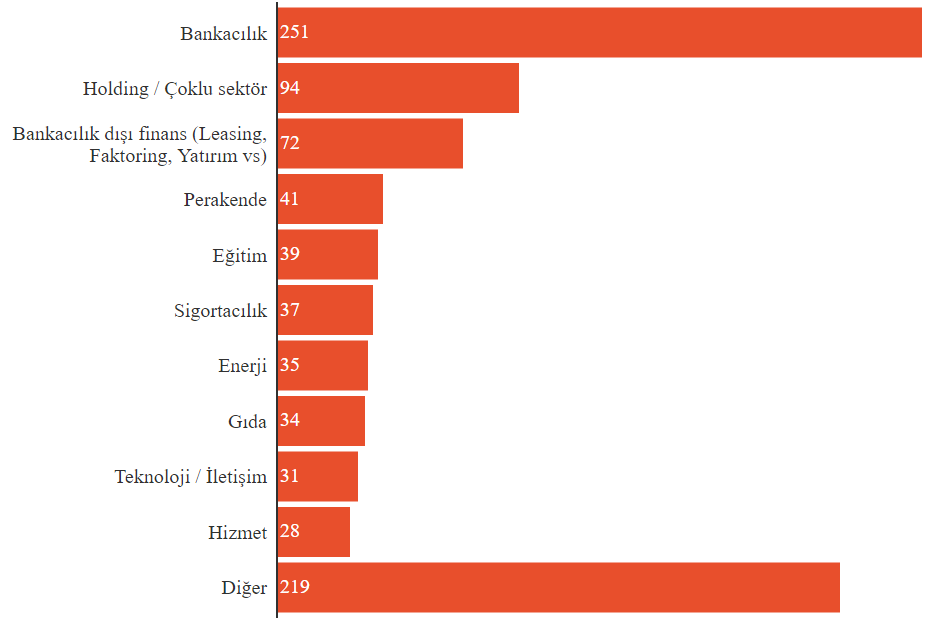 Bankacılık 251
Holding / Çoklu sektör 94
Bankacılık dışı finans (Leasing,
Faktoring, Yatırım vs) 72
Perakende 41
Eğitim 39
Sigortacılık 37
Enerji 35
Gıda 34
Teknoloji / İletişim 31
Hizmet 28
Diğer 219